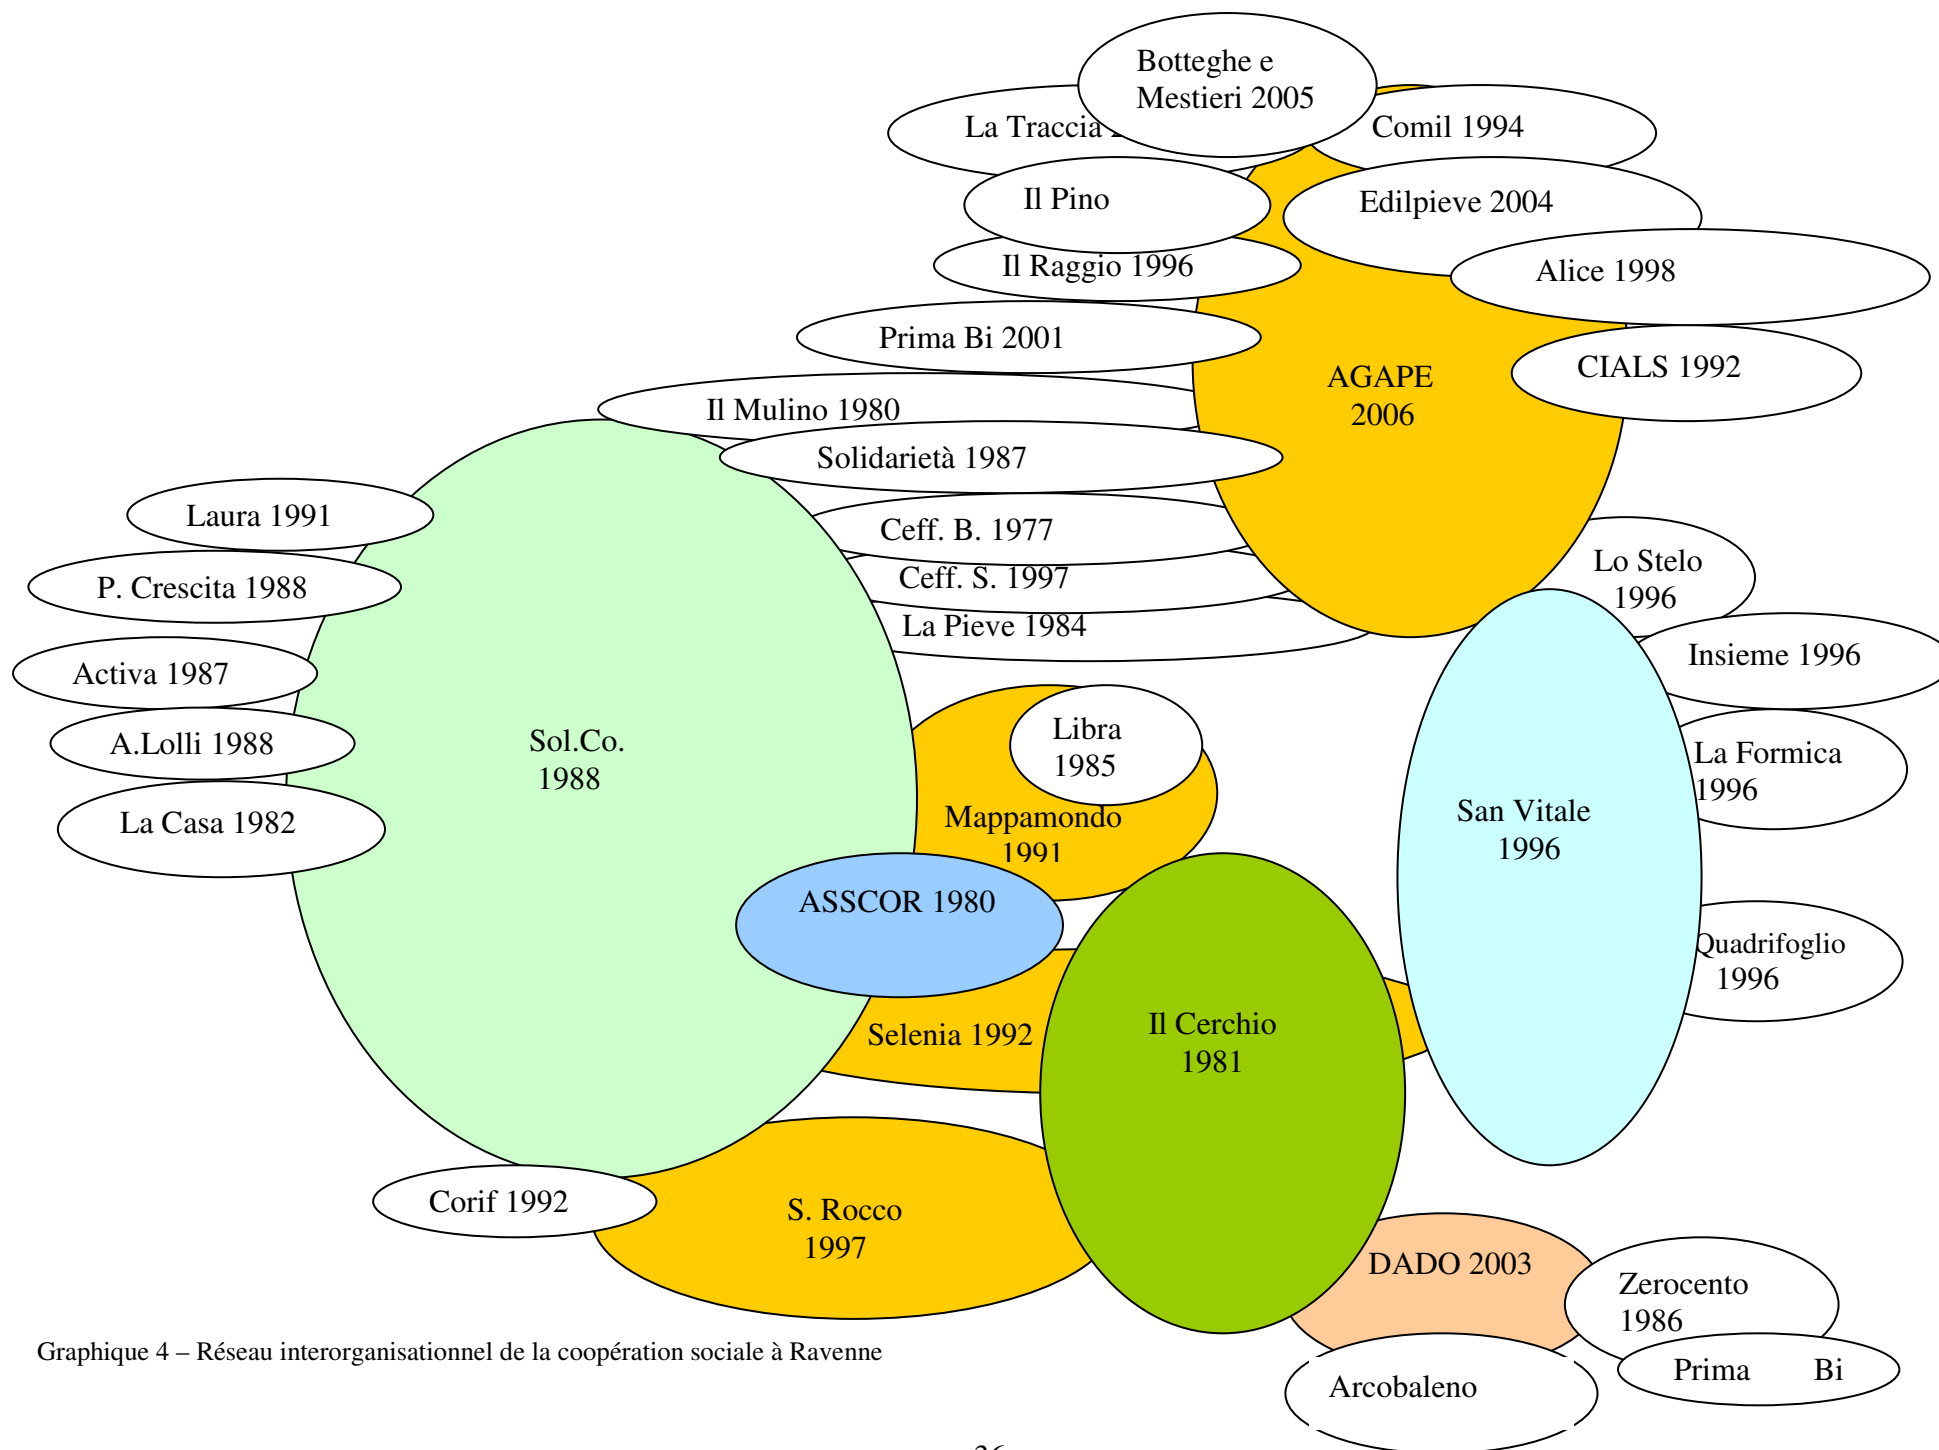 Botteghe e
Mestieri 2005
La Traccia
Comil 1994
Il Pino
Edilpieve 2004
Il Raggio 1996
Alice 1998
Prima Bi 2001
CIALS 1992
AGAPE
2006
Il Mulino 1980
Solidarietà 1987
Laura 1991
Ceff. B. 1977
Lo Stelo
1996
Ceff. S. 1997
P. Crescita 1988
La Pieve 1984
Insieme 1996
Activa 1987
Libra
1985
A.Lolli 1988
Sol.Co.
1988
La Formica
1996
La Casa 1982
Mappamondo
1991
San Vitale
1996
ASSCOR 1980
Quadrifoglio
1996
Selenia 1992
Il Cerchio
1981
Corif 1992
S. Rocco
1997
DADO 2003
Zerocento
1986
Graphique 4 – Réseau interorganisationnel de la coopération sociale à Ravenne
Prima Bi
Arcobaleno